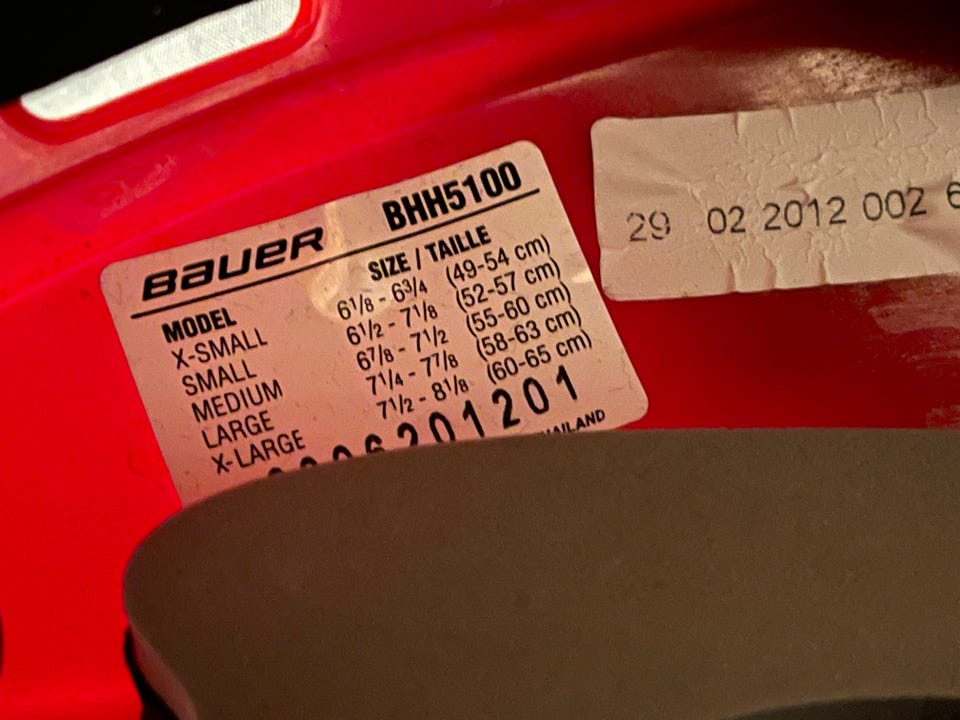 BAUER BHH5100
MODEL SIZE / TAILLE
X-SMALL 6 1/8 - 6 3/4 (49-54 cm)
SMALL 6 1/2 - 7 1/8 (52-57 cm)
MEDIUM 6 7/8 - 7 1/2 (55-60 cm)
LARGE 7 1/4 - 7 7/8 (58-63 cm)
X-LARGE 7 1/2 - 8 1/8 (60-65 cm)
6201201
29 02 2012 002 6